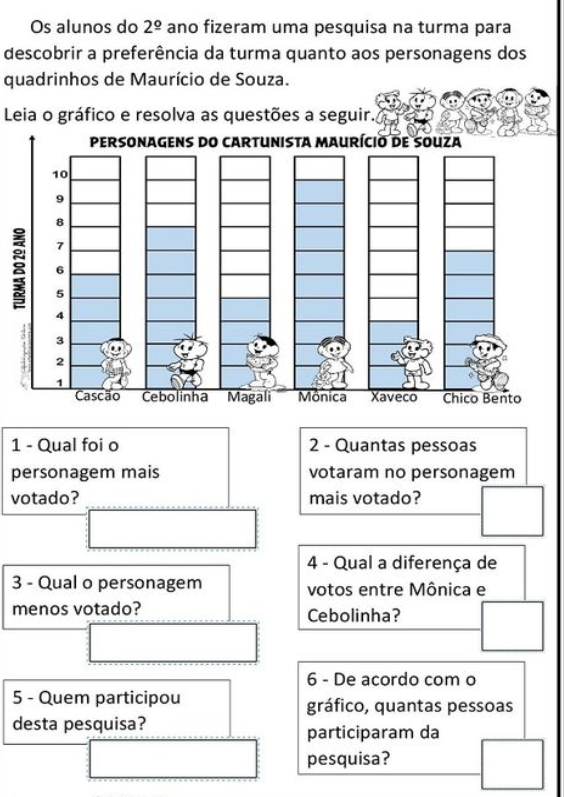 Os alunos do 2º ano fizeram uma pesquisa na turma para
descobrir a preferência da turma quanto aos personagens dos
quadrinhos de Maurício de Souza.
Leia o gráfico e resolva as questões a seguir.
PERSONAGENS DO CARTUNISTA MAURÍCIO DE SOUZA
TURMA DO 2º ANO
10
9
8
7
6
5
4
3
2
1
Cascão Cebolinha Magali Mônica Xaveco Chico Bento
1 - Qual foi o
personagem mais
votado?
2 - Quantas pessoas
votaram no personagem
mais votado?
3 - Qual o personagem
menos votado?
4 - Qual a diferença de
votos entre Mônica e
Cebolinha?
5 - Quem participou
desta pesquisa?
6 - De acordo com o
gráfico, quantas pessoas
participaram da
pesquisa?